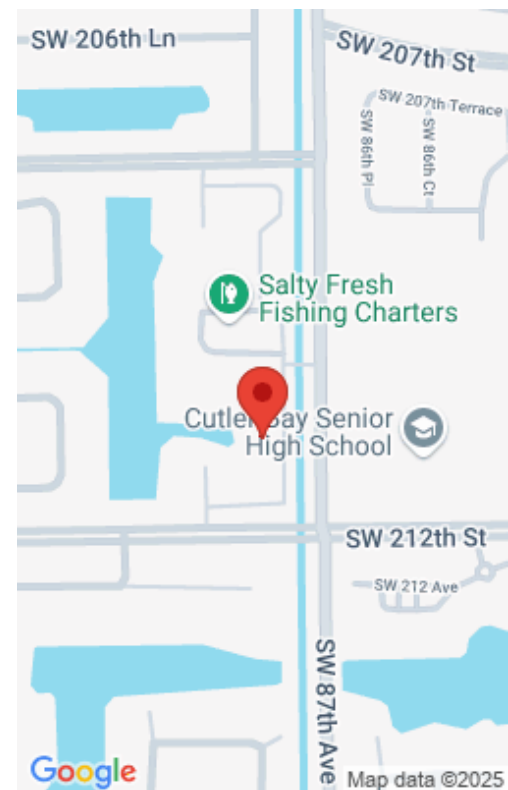 SW 206th Ln
SW 207th St
SW 207th Terrace
SW 86th Pl
SW 86th Ct
Salty Fresh
Fishing Charters
Cutler Bay Senior
High School
SW 212th St
SW 212 Ave
SW 87th Ave
Google
Map data ©2025